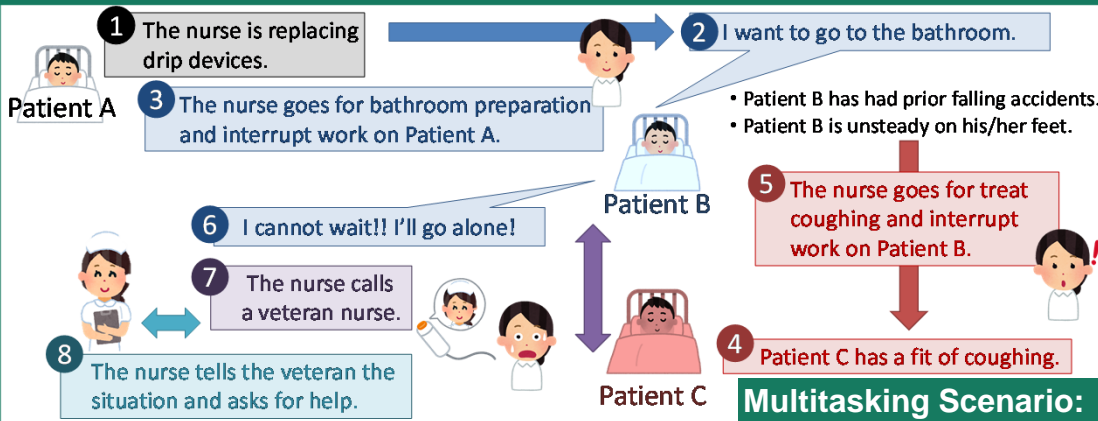 1 The nurse is replacing
drip devices.
Patient A
2 I want to go to the bathroom.
3 The nurse goes for bathroom preparation
and interrupt work on Patient A.
• Patient B has had prior falling accidents.
• Patient B is unsteady on his/her feet.
Patient B
4 Patient C has a fit of coughing.
5 The nurse goes for treat
coughing and interrupt
work on Patient B.
!
6 I cannot wait!! I'll go alone!
7 The nurse calls
a veteran nurse.
Patient C
8 The nurse tells the veteran the
situation and asks for help.
Multitasking Scenario: